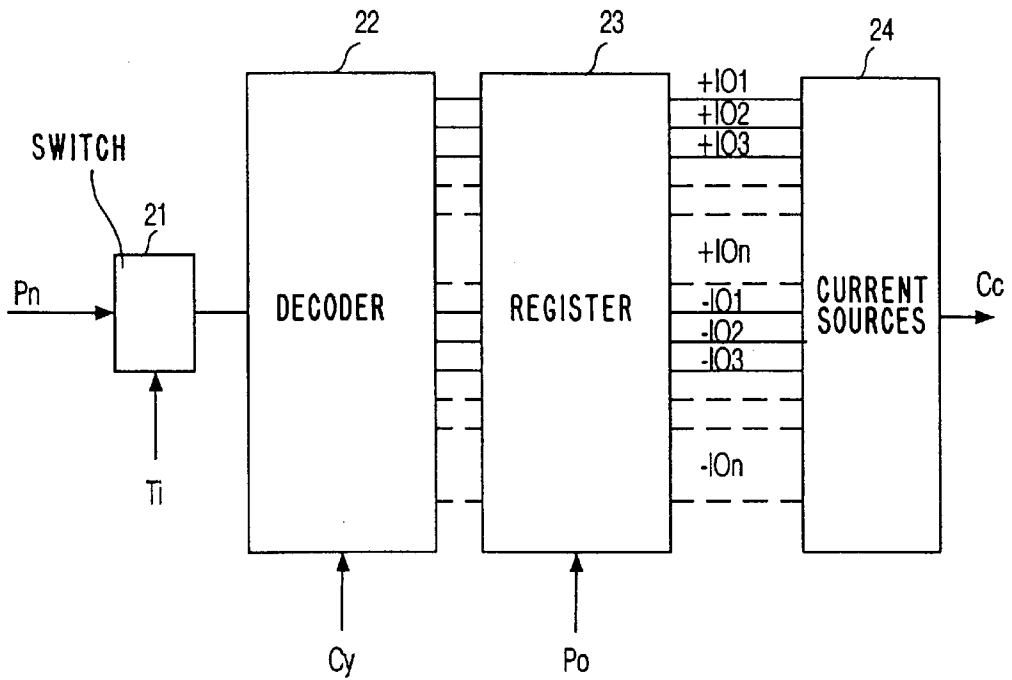 22
23
24
SWITCH
21
Pn
Ti
DECODER
Cy
REGISTER
Po
+IO1
+IO2
+IO3
+IOn
-IO1
-IO2
-IO3
-IOn
CURRENT
SOURCES
Cc